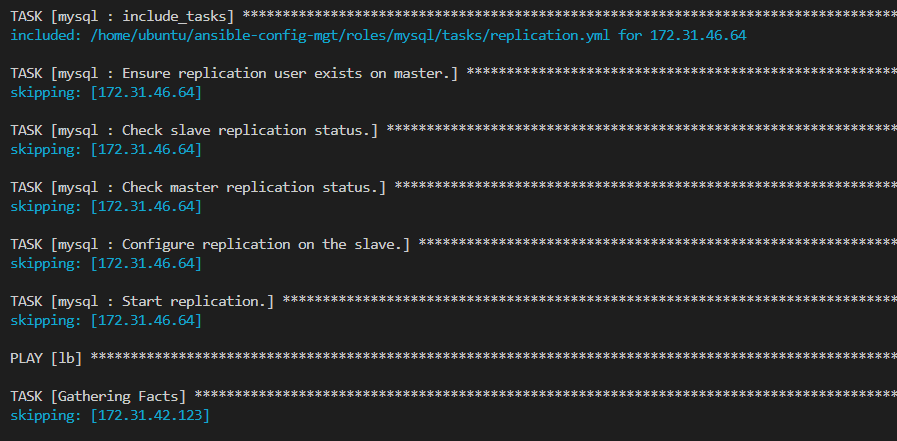 TASK [mysql : include_tasks] **********************************************************************************
included: /home/ubuntu/ansible-config-mgt/roles/mysql/tasks/replication.yml for 172.31.46.64
TASK [mysql : Ensure replication user exists on master.] ******************************************************
skipping: [172.31.46.64]
TASK [mysql : Check slave replication status.] ****************************************************************
skipping: [172.31.46.64]
TASK [mysql : Check master replication status.] ***************************************************************
skipping: [172.31.46.64]
TASK [mysql : Configure replication on the slave.] ************************************************************
skipping: [172.31.46.64]
TASK [mysql : Start replication.] *****************************************************************************
skipping: [172.31.46.64]
PLAY [lb] *****************************************************************************************************
TASK [Gathering Facts] ****************************************************************************************
skipping: [172.31.42.123]